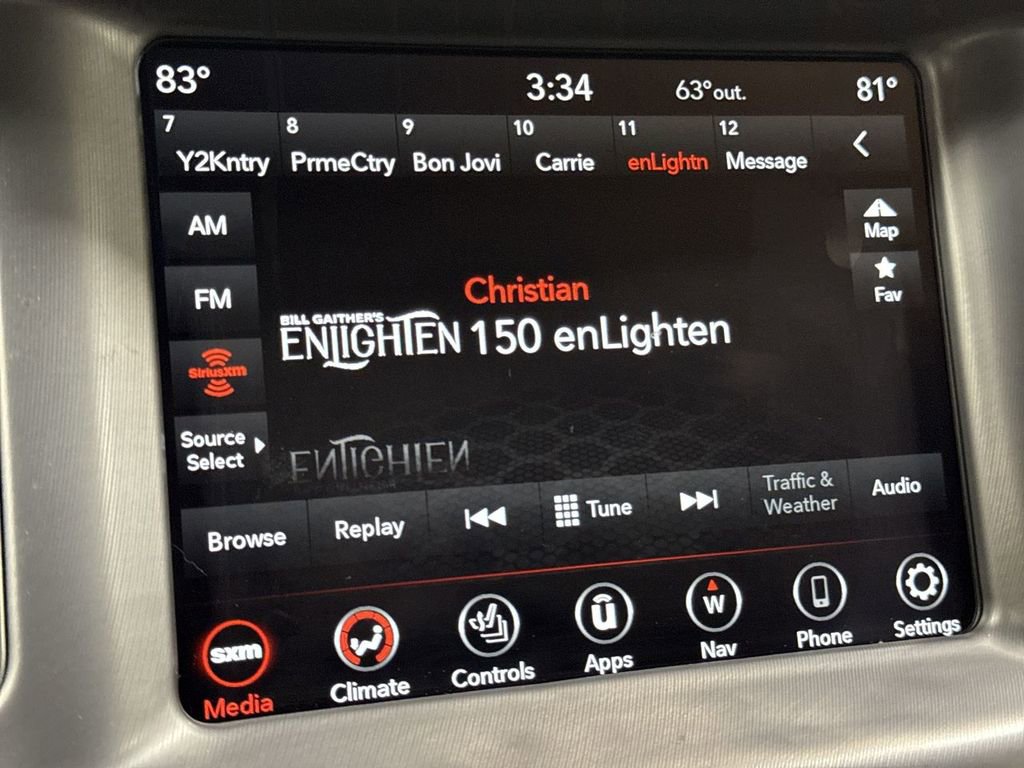 83° 3:34 63° out. 81°
7 8 9 10 11 12
Y2Kntry PrmeCtry Bon Jovi Carrie enLightn Message
AM
Map
FM
Fav
Christian
BILL GAITHER'S
ENLIGHTEN 150 enLighten
SiriusXM
Source
Select
Browse Replay Tune Traffic &
Weather Audio
sxm
W
Media Climate Controls Apps Nav Phone Settings